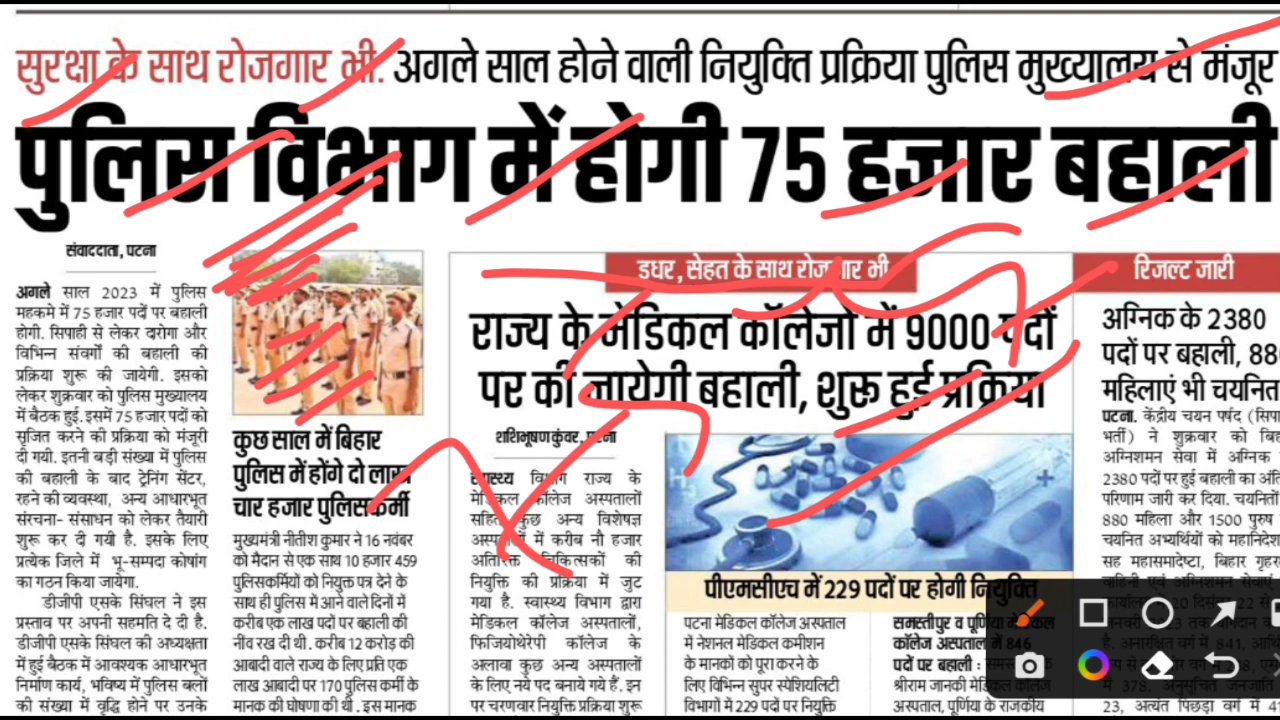 सुरक्षा के साथ रोजगार भी. अगले साल होने वाली नियुक्ति प्रक्रिया पुलिस मुख्यालय से मंजूर
पुलिस विभाग में होगी 75 हजार बहाली
संवाददाता, पटना
अगले साल 2023 में पुलिस
महकमे में 75 हजार पदों पर बहाली
होगी. सिपाही से लेकर दारोगा और
विभिन्न संवर्गों की बहाली की
प्रक्रिया शुरू की जायेगी. इसको
लेकर शुक्रवार को पुलिस मुख्यालय
में बैठक हुई. इसमें 75 हजार पदों को
सृजित करने की प्रक्रिया को मंजूरी
दी गयी. इतनी बड़ी संख्या में पुलिस
की बहाली के बाद ट्रेनिंग सेंटर,
रहने की व्यवस्था, अन्य आधारभूत
संरचना- संसाधन को लेकर तैयारी
शुरू कर दी गयी है. इसके लिए
प्रत्येक जिले में भू-सम्पदा कोषांग
का गठन किया जायेगा.
डीजीपी एसके सिंघल ने इस
प्रस्ताव पर अपनी सहमति दे दी है.
डीजीपी एसके सिंघल की अध्यक्षता
में हुई बैठक में आवश्यक आधारभूत
निर्माण कार्य, भविष्य में पुलिस बलों
की संख्या में वृद्धि होने पर उनके
कुछ साल में बिहार
पुलिस में होंगे दो लाख
चार हजार पुलिसकर्मी
मुख्यमंत्री नीतीश कुमार ने 16 नवंबर
को मैदान से एक साथ 10 हजार 459
पुलिसकर्मियों को नियुक्त पत्र देने के
साथ ही पुलिस में आने वाले दिनों में
करीब एक लाख पदों पर बहाली की
नींव रख दी थी. करीब 12 करोड़ की
आबादी वाले राज्य के लिए प्रति एक
लाख आबादी पर 170 पुलिस कर्मी के
मानक की घोषणा की थी. इस मानक
इधर, सेहत के साथ रोजगार भी
राज्य के मेडिकल कॉलेजों में 9000 पदों
पर की जायेगी बहाली, शुरू हुई प्रक्रिया
शशिभूषण कुंवर, पटना
स्वास्थ्य विभाग राज्य के
मेडिकल कॉलेज अस्पतालों
सहित कुछ अन्य विशेषज्ञ
अस्पतालों में करीब नौ हजार
अतिरिक्त चिकित्सकों की
नियुक्ति की प्रक्रिया में जुट
गया है. स्वास्थ्य विभाग द्वारा
मेडिकल कॉलेज अस्पतालों,
फिजियोथेरेपी कॉलेज के
अलावा कुछ अन्य अस्पतालों
के लिए नये पद बनाये गये हैं. इन
पर चरणवार नियुक्ति प्रक्रिया शुरू
पीएमसीएच में 229 पदों पर होगी नियुक्ति
पटना मेडिकल कॉलेज अस्पताल
में नेशनल मेडिकल कमीशन
के मानकों को पूरा करने के
लिए विभिन्न सुपर स्पेशियलिटी
विभागों में 229 पदों पर नियुक्ति
समस्तीपुर व पूर्णिया मेडिकल
कॉलेज अस्पताल में 846
पदों पर बहाली :
श्रीराम जानकी मेडिकल कॉलेज
अस्पताल, पूर्णिया के राजकीय
रिजल्ट जारी
अग्निक के 2380
पदों पर बहाली, 880
महिलाएं भी चयनित
पटना. केंद्रीय चयन पर्षद (सिपा
भर्ती) ने शुक्रवार को बिहा
अग्निशमन सेवा में अग्निक
2380 पदों पर हुई बहाली का अंति
परिणाम जारी कर दिया. चयनितों
880 महिला और 1500 पुरुष
चयनित अभ्यर्थियों को महानिदेश
सह महासमादेष्टा, बिहार गृहर